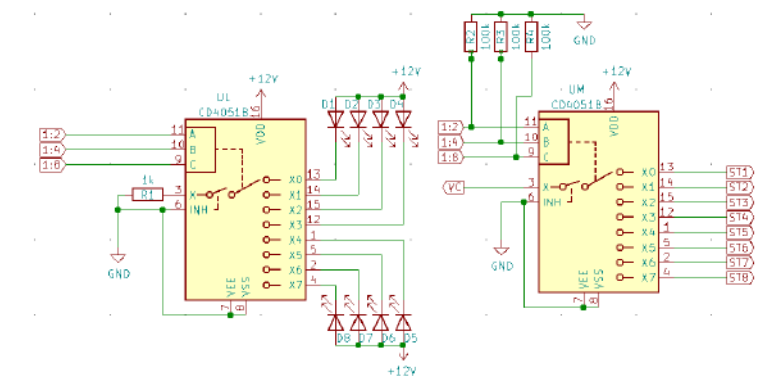 R2
100k
R3
100k
R4
100k
GND
+12V
+12V
+12V
UL
CD4051B
UM
CD4051B
D1
D2
D3
D4
16
VDD
16
VDD
1:2
11
A
1:4
10
B
1:8
9
C
1:2
11
A
1:4
10
B
1:8
9
C
1k
R1
3
X
6
INH
VC
3
X
6
INH
X0
13
X1
14
X2
15
X3
12
X4
1
X5
5
X6
2
X7
4
X0
13
ST1
X1
14
ST2
X2
15
ST3
X3
12
ST4
X4
1
ST5
X5
5
ST6
X6
2
ST7
X7
4
ST8
GND
GND
VEE
VSS
7
8
VEE
VSS
7
8
D8
D7
D6
D5
+12V